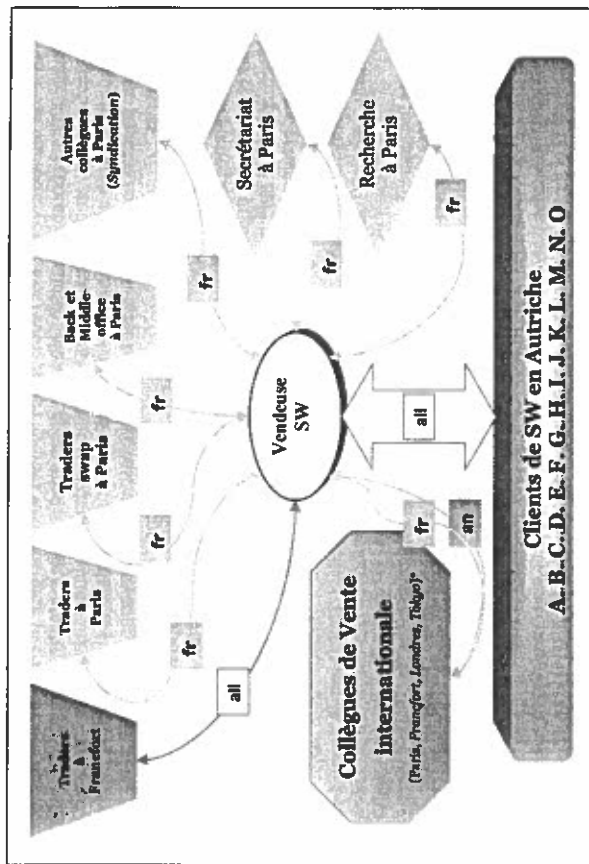 Traders
à
Francfort
Traders
à
Paris
Traders
swap
à Paris
Back et
Middle-
office
à Paris
Autres
collègues
à Paris
(Syndication)
all
fr
fr
fr
fr
Secrétariat
à Paris
fr
Recherche
à Paris
fr
Vendeuse
SW
Collègues de Vente
internationale
(Paris, Francfort, Londres, Tokyo)*
fr
an
all
Clients de SW en Autriche
A. B. C. D. E. F. G. H. I. J. K. L. M. N. O